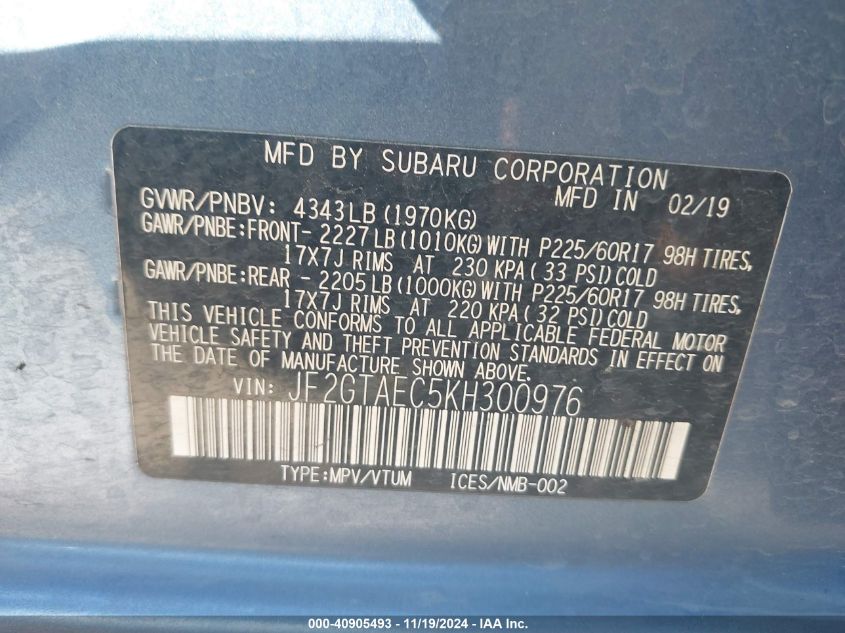 MFD BY SUBARU CORPORATION
MFD IN 02/19
GVWR/PNBV: 4343LB(1970KG)
GAWR/PNBE:FRONT- 2227LB(1010KG)WITH P225/60R17 98H TIRES,
17X7J RIMS AT 230 KPA(33 PSI)COLD
GAWR/PNBE:REAR - 2205LB(1000KG)WITH P225/60R17 98H TIRES,
17X7J RIMS AT 220 KPA(32 PSI)COLD
THIS VEHICLE CONFORMS TO ALL APPLICABLE FEDERAL MOTOR
VEHICLE SAFETY AND THEFT PREVENTION STANDARDS IN EFFECT ON
THE DATE OF MANUFACTURE SHOWN ABOVE.
VIN: JF2GTAEC5KH300976
TYPE:MPV/VTUM ICES/NMB-002
000-40905493 - 11/19/2024 - IAA Inc.